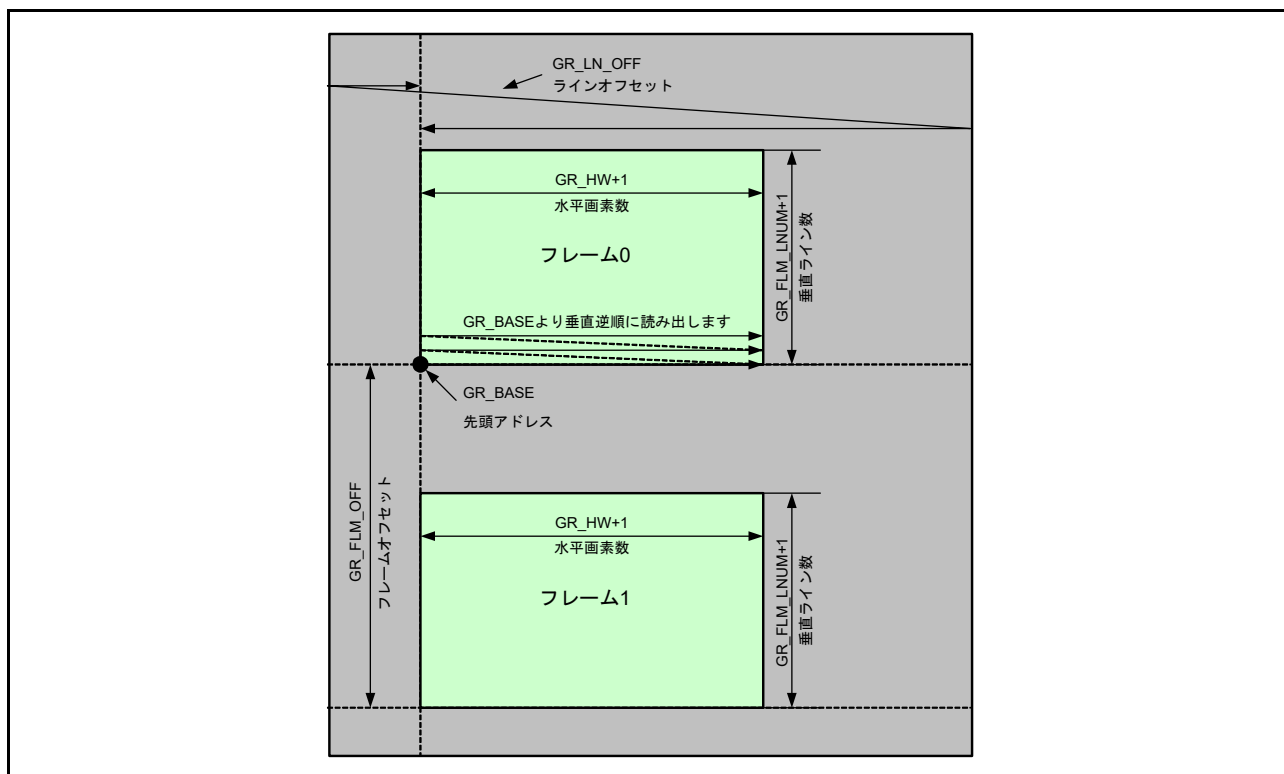 GR_LN_OFF
ラインオフセット
GR_HW+1
水平画素数
GR_FLM_LNUM+1
垂直ライン数
フレーム0
GR_BASEより垂直逆順に読み出します
GR_BASE
先頭アドレス
GR_FLM_OFF
フレームオフセット
GR_HW+1
水平画素数
GR_FLM_LNUM+1
垂直ライン数
フレーム1